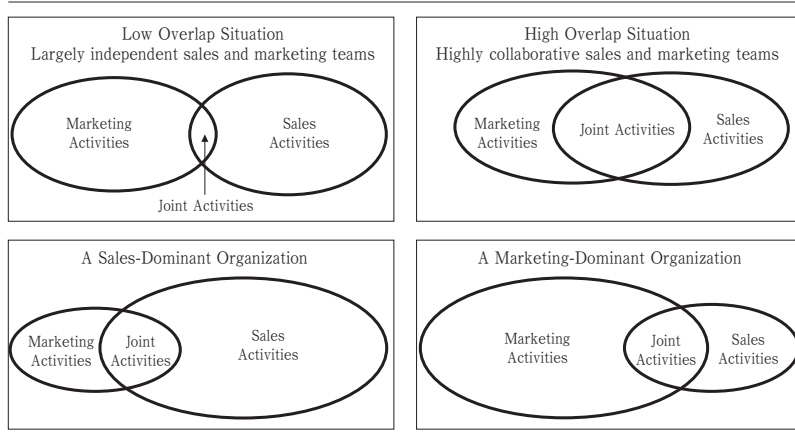 Low Overlap Situation
Largely independent sales and marketing teams
Marketing
Activities
Sales
Activities
Joint Activities
High Overlap Situation
Highly collaborative sales and marketing teams
Marketing
Activities
Joint Activities
Sales
Activities
A Sales-Dominant Organization
Marketing
Activities
Joint
Activities
Sales
Activities
A Marketing-Dominant Organization
Marketing
Activities
Joint
Activities
Sales
Activities